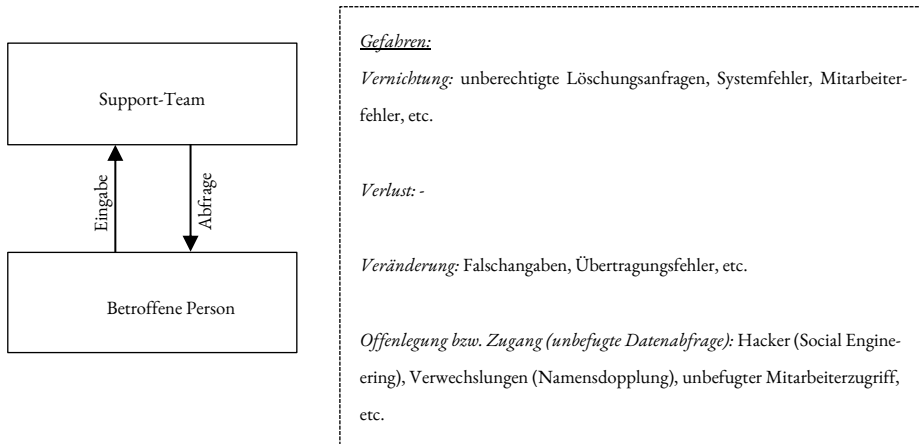 Support-Team
Eingabe
Abfrage
Betroffene Person
Gefahren:
Vernichtung: unberechtigte Löschungsanfragen, Systemfehler, Mitarbeiter-
fehler, etc.
Verlust: -
Veränderung: Falschangaben, Übertragungsfehler, etc.
Offenlegung bzw. Zugang (unbefugte Datenabfrage): Hacker (Social Engine-
ering), Verwechslungen (Namensdopplung), unbefugter Mitarbeiterzugriff,
etc.